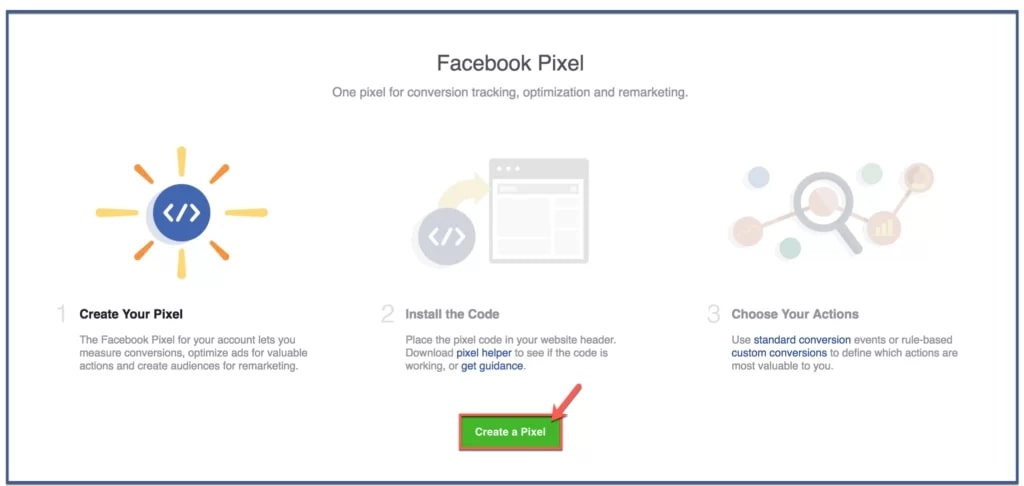 Facebook Pixel
One pixel for conversion tracking, optimization and remarketing.
</>
</>
1 Create Your Pixel
The Facebook Pixel for your account lets you
measure conversions, optimize ads for valuable
actions and create audiences for remarketing.
2 Install the Code
Place the pixel code in your website header.
Download pixel helper to see if the code is
working, or get guidance.
3 Choose Your Actions
Use standard conversion events or rule-based
custom conversions to define which actions are
most valuable to you.
Create a Pixel